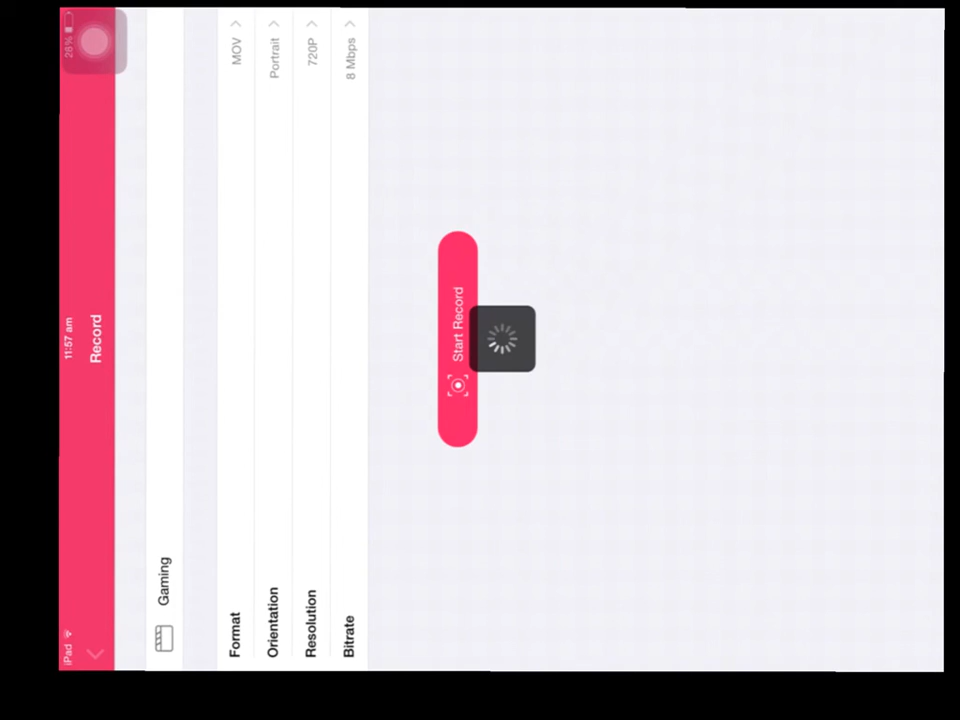 iPad 11:57 am 28%
Record
Gaming
Format MOV
Orientation Portrait
Resolution 720P
Bitrate 8 Mbps
Start Record